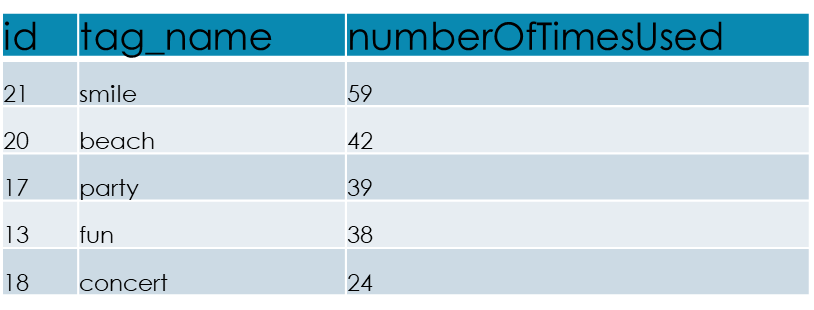 id tag_name numberOfTimesUsed
21 smile 59
20 beach 42
17 party 39
13 fun 38
18 concert 24